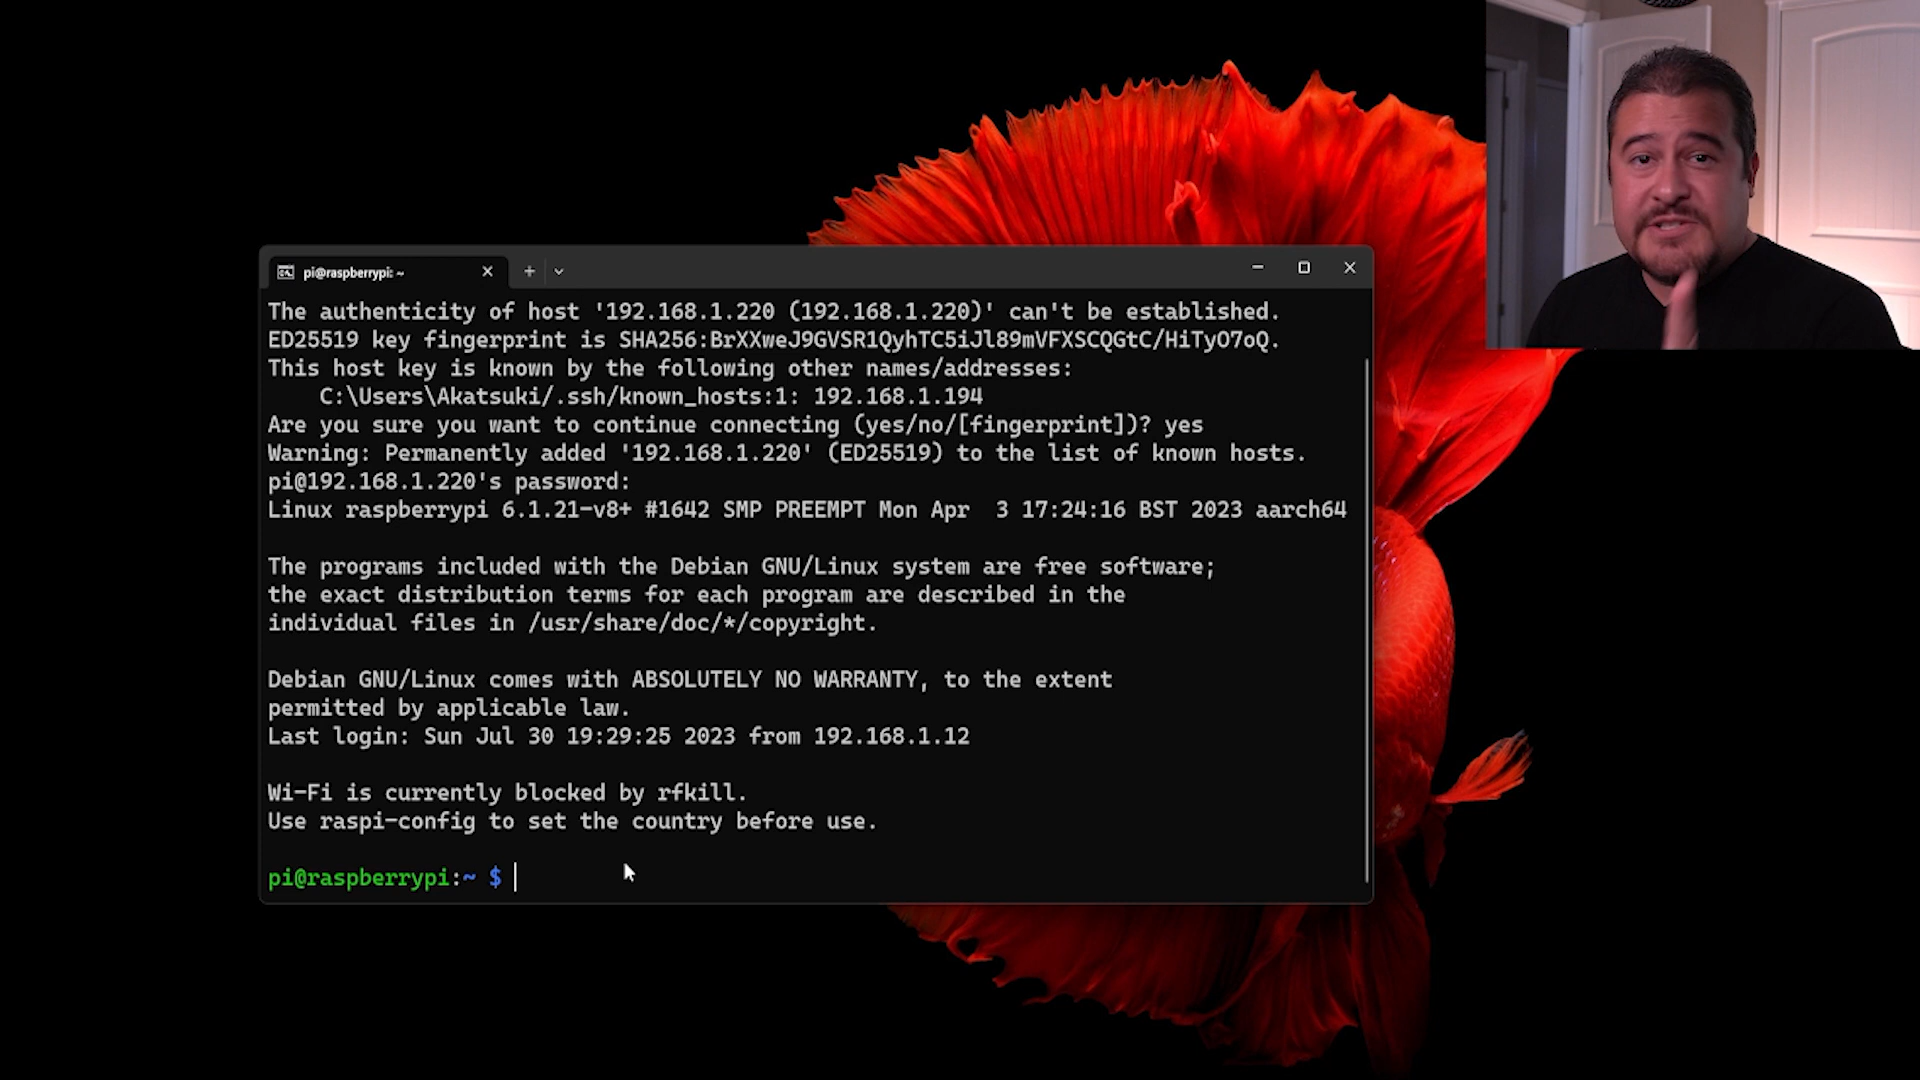 pi@raspberrypi: ~
The authenticity of host '192.168.1.220 (192.168.1.220)' can't be established.
ED25519 key fingerprint is SHA256:BrXXweJ9GVSR1QyhTC5iJl89mVFXSCQGtC/HiTyO7oQ.
This host key is known by the following other names/addresses:
    C:\Users\Akatsuki/.ssh/known_hosts:1: 192.168.1.194
Are you sure you want to continue connecting (yes/no/[fingerprint])? yes
Warning: Permanently added '192.168.1.220' (ED25519) to the list of known hosts.
pi@192.168.1.220's password:
Linux raspberrypi 6.1.21-v8+ #1642 SMP PREEMPT Mon Apr  3 17:24:16 BST 2023 aarch64
The programs included with the Debian GNU/Linux system are free software;
the exact distribution terms for each program are described in the
individual files in /usr/share/doc/*/copyright.
Debian GNU/Linux comes with ABSOLUTELY NO WARRANTY, to the extent
permitted by applicable law.
Last login: Sun Jul 30 19:29:25 2023 from 192.168.1.12
Wi-Fi is currently blocked by rfkill.
Use raspi-config to set the country before use.
pi@raspberrypi:~ $